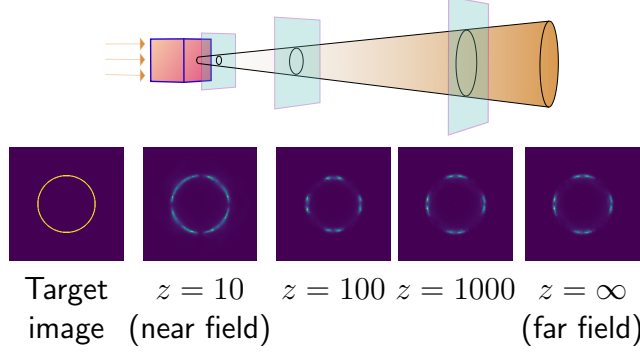 Target image
z = 10 (near field)
z = 100
z = 1000
z = ∞ (far field)